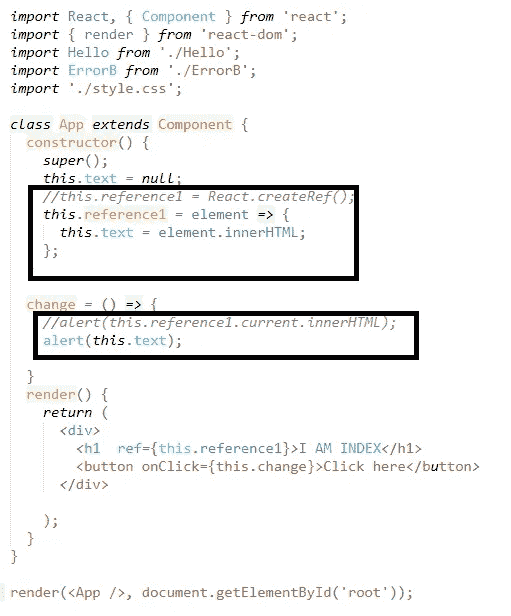 import React, { Component } from 'react';
import { render } from 'react-dom';
import Hello from './Hello';
import ErrorB from './ErrorB';
import './style.css';
class App extends Component {
constructor() {
super();
this.text = null;
//this.reference1 = React.createRef();
this.reference1 = element => {
this.text = element.innerHTML;
};
change = () => {
//alert(this.reference1.current.innerHTML);
alert(this.text);
}
render() {
return (
<div>
<h1  ref={this.reference1}>I AM INDEX</h1>
<button onClick={this.change}>Click here</button>
</div>
);
}
}
render(<App />, document.getElementById('root'));